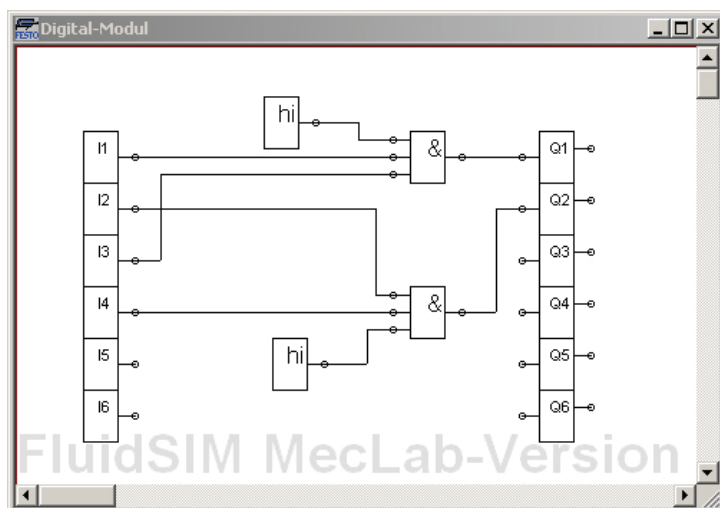 FESTO Digital-Modul
hi
I1 & Q1
I2 Q2
I3 Q3
I4 & Q4
hi
I5 Q5
I6 Q6
FluidSIM MecLab-Version